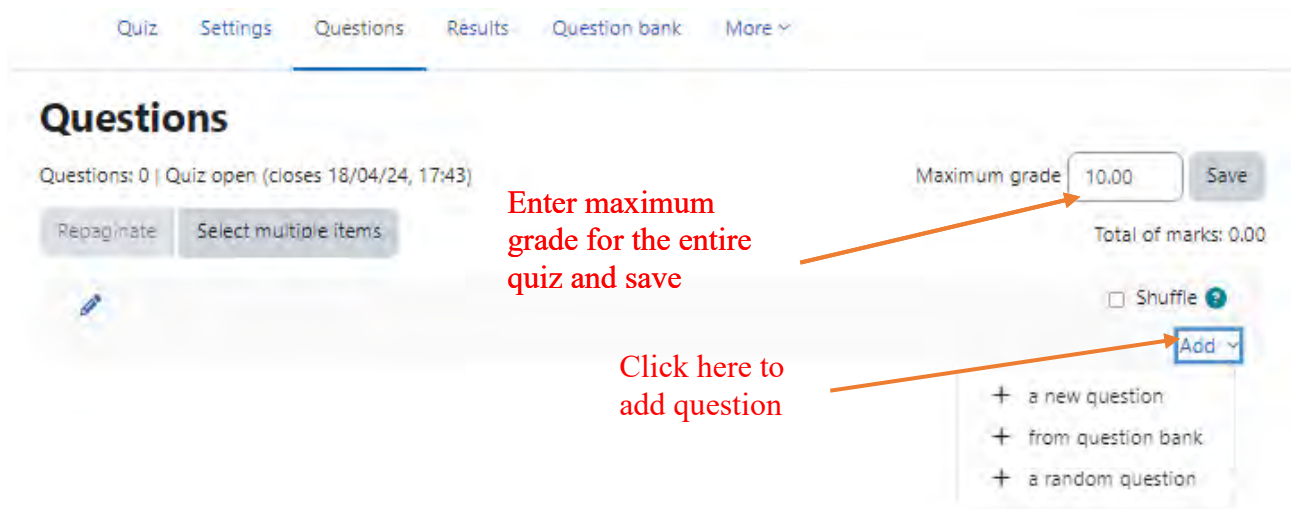 Quiz Settings Questions Results Question bank More
Questions
Questions: 0 | Quiz open (closes 18/04/24, 17:43)
Maximum grade 10.00 Save
Enter maximum
grade for the entire
quiz and save
Repaginate Select multiple items
Total of marks: 0.00
Shuffle ?
Add
Click here to
add question
+ a new question
+ from question bank
+ a random question